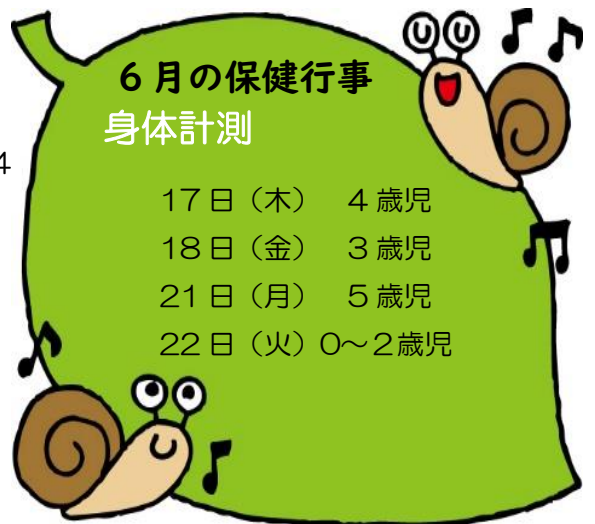 6月の保健行事
身体計測
4
17日（木）　4歳児
18日（金）　3歳児
21日（月）　5歳児
22日（火）0～2歳児